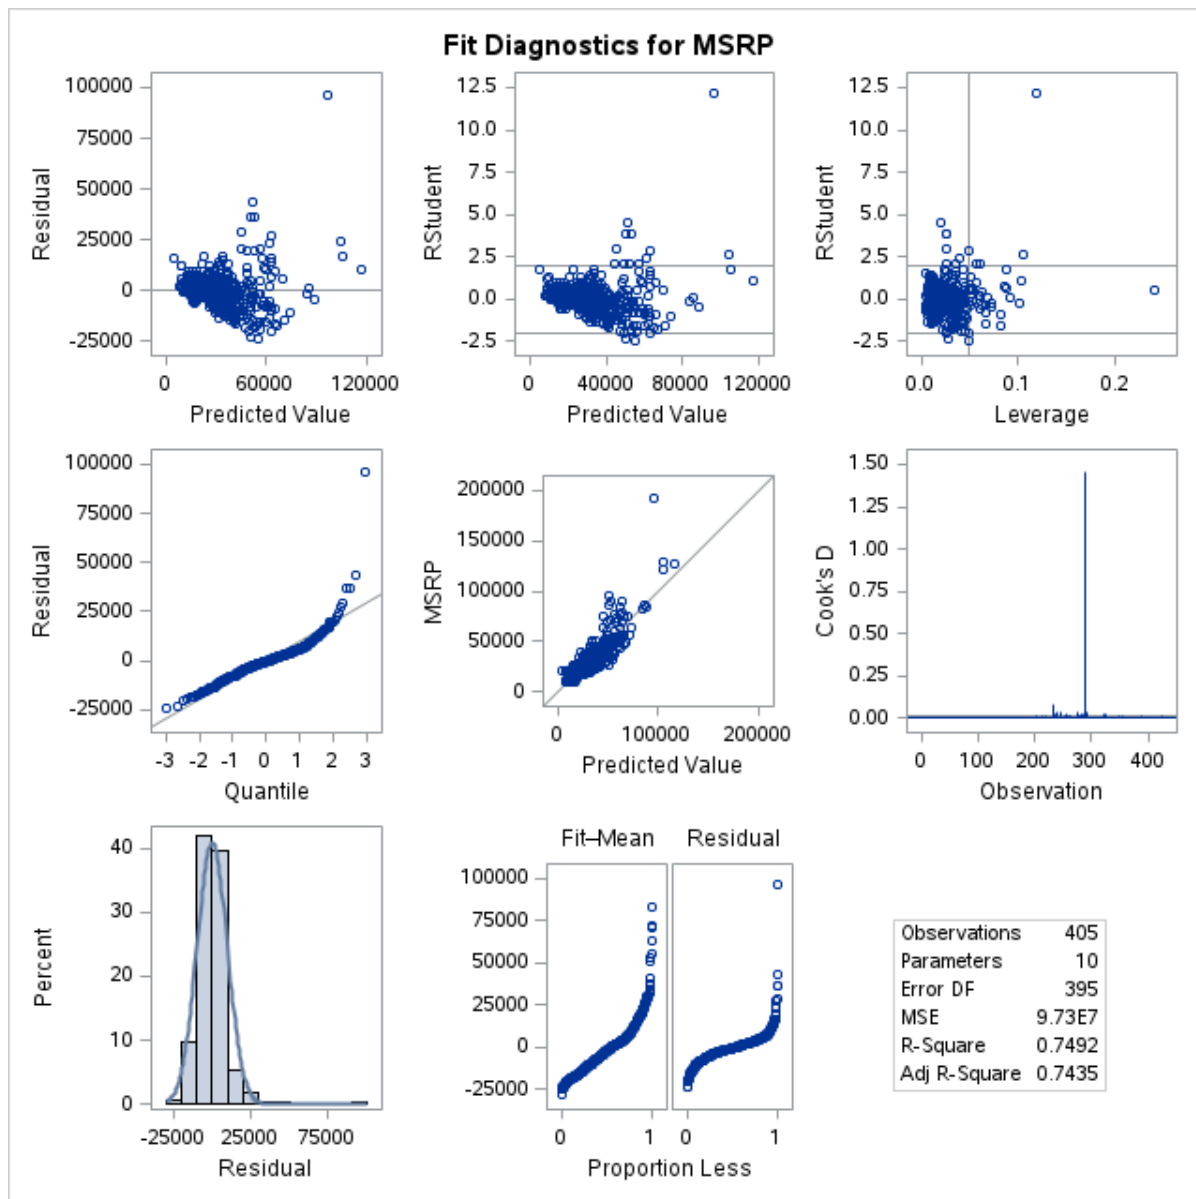 Fit Diagnostics for MSRP
100000
75000
50000
25000
0
-25000
Residual
0 60000 120000
Predicted Value
12.5
10.0
7.5
5.0
2.5
0.0
-2.5
RStudent
0 40000 80000 120000
Predicted Value
12.5
10.0
7.5
5.0
2.5
0.0
-2.5
RStudent
0.0 0.1 0.2
Leverage
100000
75000
50000
25000
0
-25000
Residual
-3 -2 -1 0 1 2 3
Quantile
200000
150000
100000
50000
0
MSRP
0 100000 200000
Predicted Value
1.50
1.25
1.00
0.75
0.50
0.25
0.00
Cook's D
0 100 200 300 400
Observation
40
30
20
10
0
Percent
-25000 25000 75000
Residual
Fit–Mean Residual
100000
75000
50000
25000
0
-25000
0 1 0 1
Proportion Less
Observations 405
Parameters 10
Error DF 395
MSE 9.73E7
R-Square 0.7492
Adj R-Square 0.7435